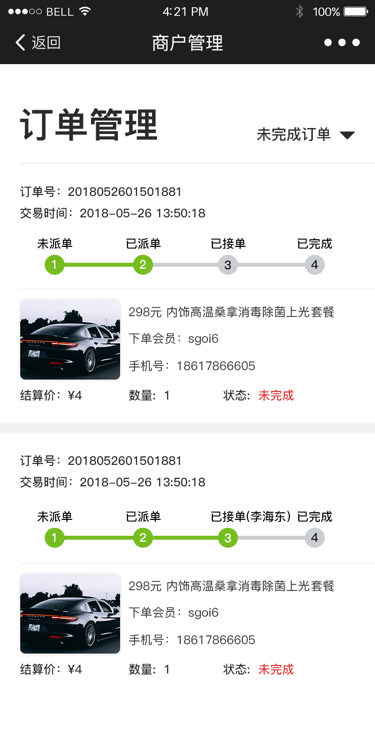 BELL 4:21 PM 100%
返回 商户管理
订单管理 未完成订单
订单号：2018052601501881
交易时间：2018-05-26 13:50:18
未派单 已派单 已接单 已完成
1 2 3 4
298元 内饰高温桑拿消毒除菌上光套餐
下单会员：sgoi6
手机号：18617866605
结算价：¥4 数量：1 状态：未完成
订单号：2018052601501881
交易时间：2018-05-26 13:50:18
未派单 已派单 已接单(李海东) 已完成
1 2 3 4
298元 内饰高温桑拿消毒除菌上光套餐
下单会员：sgoi6
手机号：18617866605
结算价：¥4 数量：1 状态：未完成